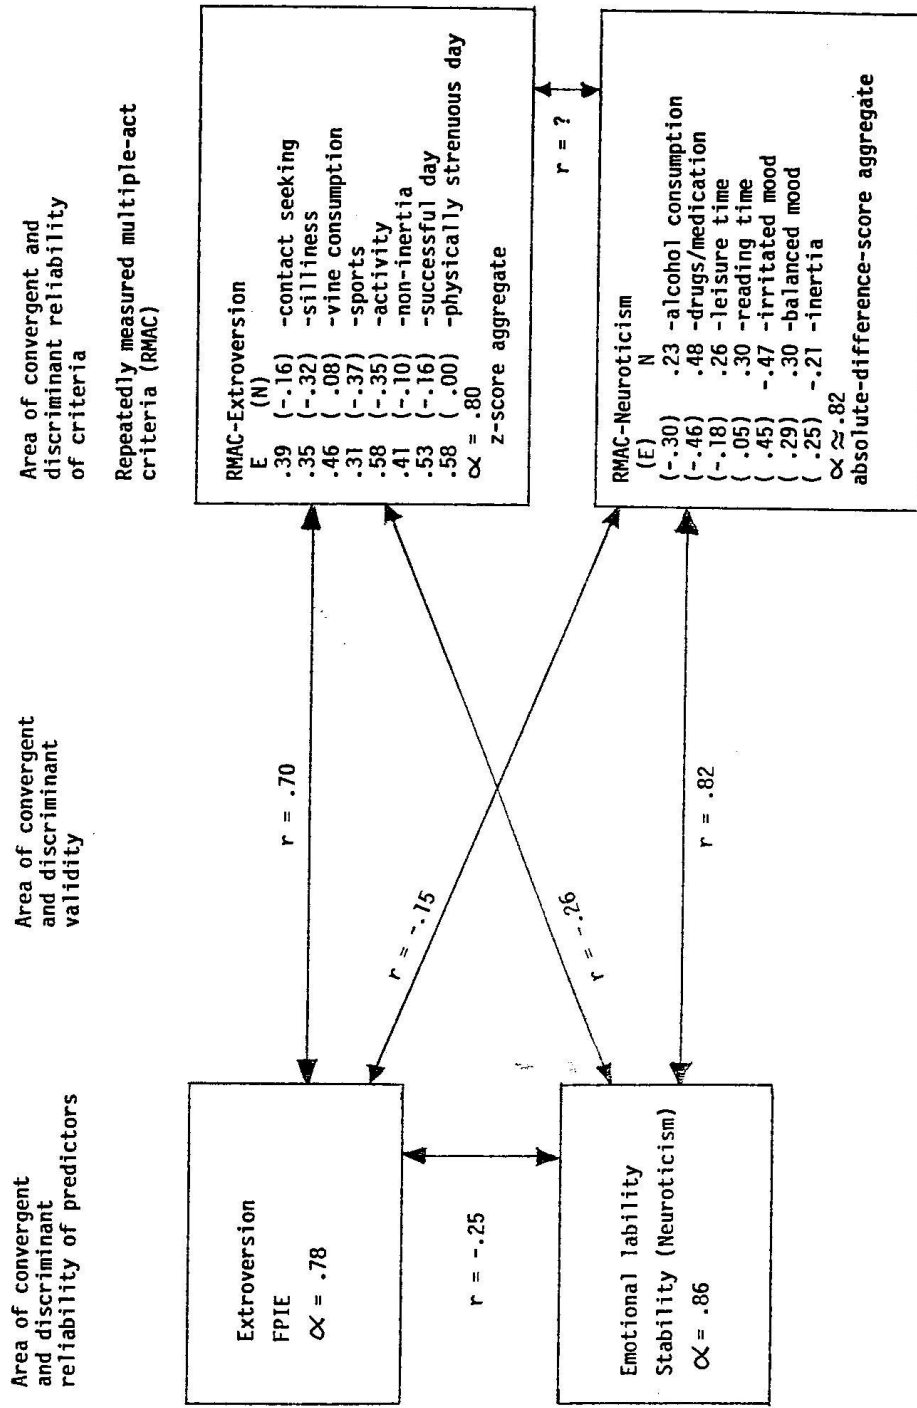 Area of convergent
and discriminant
reliability of predictors
Area of convergent
and discriminant
validity
Area of convergent and
discriminant reliability
of criteria
Repeatedly measured multiple-act
criteria (RMAC)
Extroversion
FPIE
α = .78
r = -.25
Emotional lability
Stability (Neuroticism)
α = .86
r = .70
r = -.15
r = -.26
r = .82
RMAC-Extroversion
E (N)
.39 (-.16) -contact seeking
.35 (-.32) -silliness
.46 ( .08) -vine consumption
.31 (-.37) -sports
.58 (-.35) -activity
.41 (-.10) -non-inertia
.53 (-.16) -successful day
.58 ( .00) -physically strenuous day
α = .80
z-score aggregate
r = ?
RMAC-Neuroticism
(E) N
(-.30) .23 -alcohol consumption
(-.46) .48 -drugs/medication
(-.18) .26 -leisure time
( .05) .30 -reading time
( .45) -.47 -irritated mood
( .29) .30 -balanced mood
( .25) -.21 -inertia
α ≈ .82
absolute-difference-score aggregate